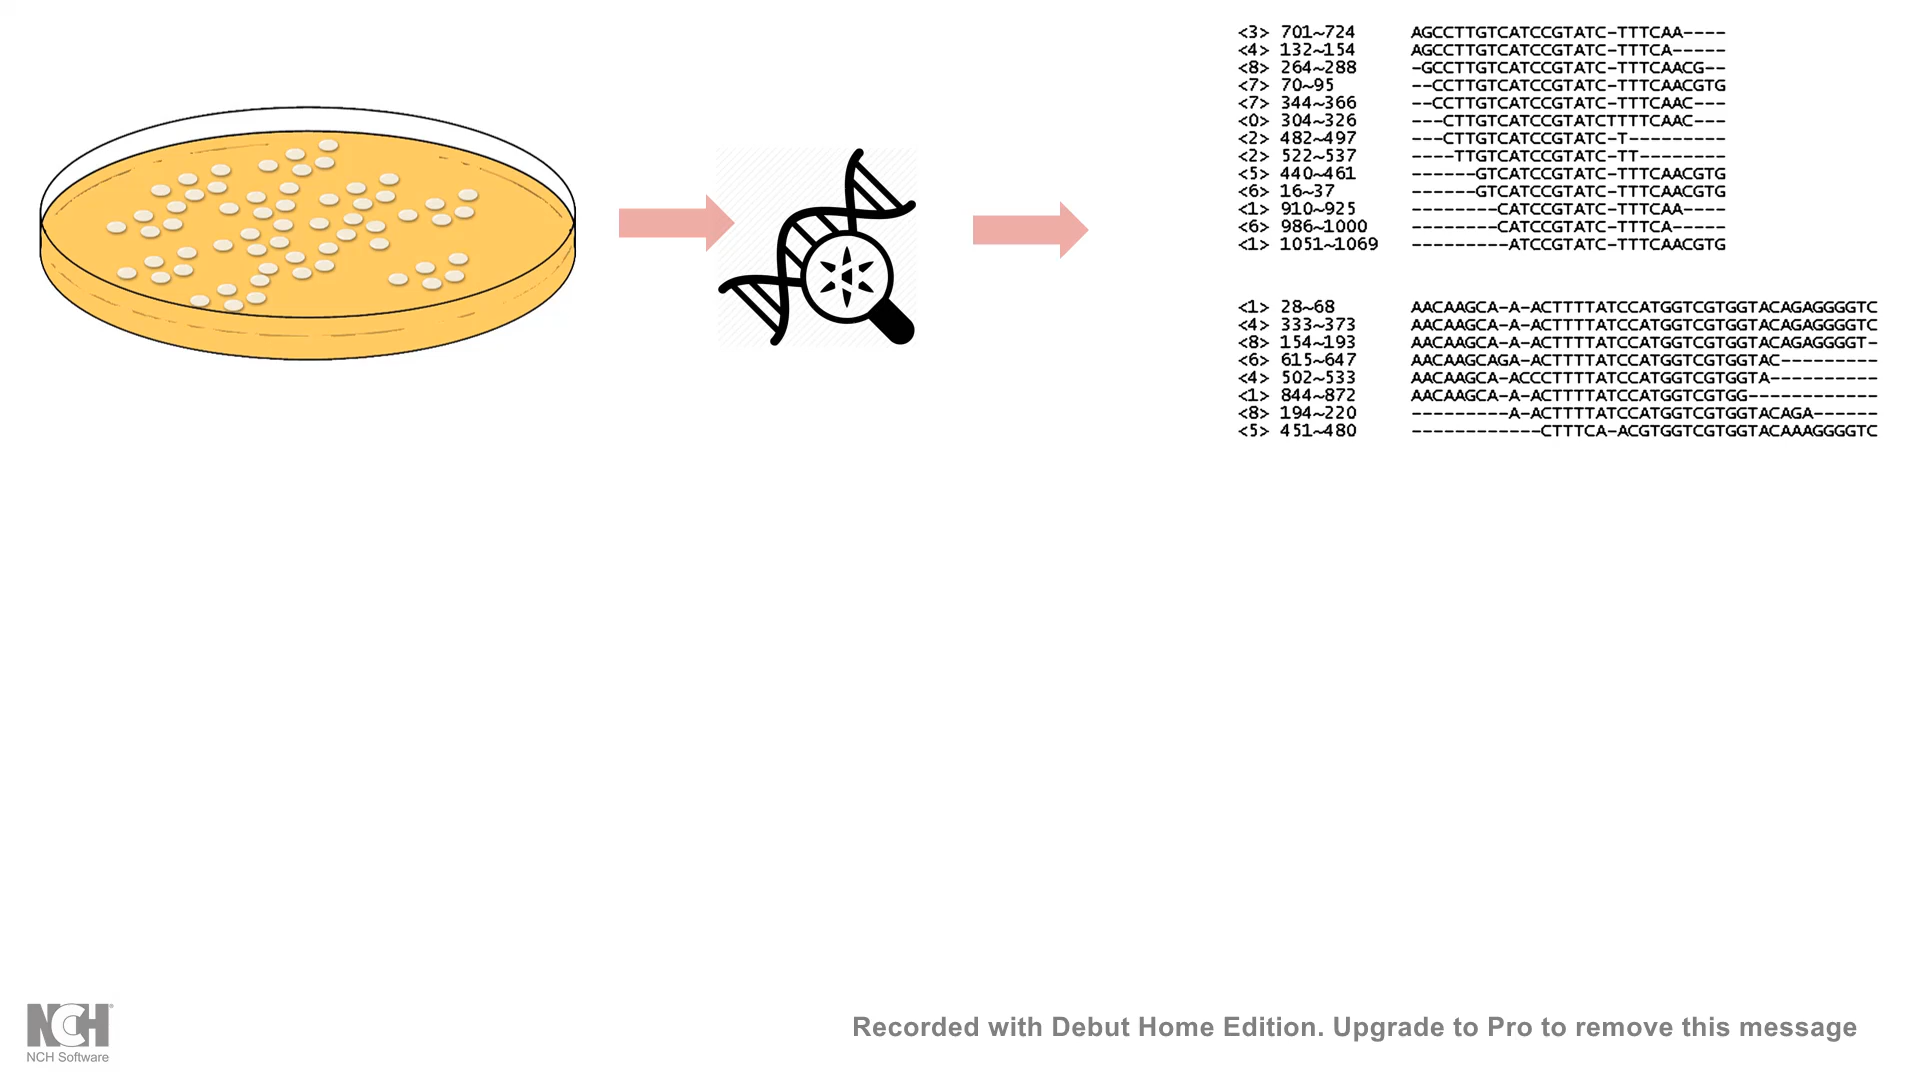 <3> 701~724 AGCCTTGTCATCCGTATC-TTTCAA----
<4> 132~154 AGCCTTGTCATCCGTATC-TTTCA-----
<8> 264~288 -GCCTTGTCATCCGTATC-TTTCAACG--
<7> 70~95 --CCTTGTCATCCGTATC-TTTCAACGTG
<7> 344~366 --CCTTGTCATCCGTATC-TTTCAAC---
<0> 304~326 ---CTTGTCATCCGTATCTTTTCAAC---
<2> 482~497 ---CTTGTCATCCGTATC-T---------
<2> 522~537 ----TTGTCATCCGTATC-TT--------
<5> 440~461 ------GTCATCCGTATC-TTTCAACGTG
<6> 16~37 ------GTCATCCGTATC-TTTCAACGTG
<1> 910~925 --------CATCCGTATC-TTTCAA----
<6> 986~1000 --------CATCCGTATC-TTTCA-----
<1> 1051~1069 ---------ATCCGTATC-TTTCAACGTG
<1> 28~68 AACAAGCA-A-ACTTTTATCCATGGTCGTGGTACAGAGGGGTC
<4> 333~373 AACAAGCA-A-ACTTTTATCCATGGTCGTGGTACAGAGGGGTC
<8> 154~193 AACAAGCA-A-ACTTTTATCCATGGTCGTGGTACAGAGGGGT-
<6> 615~647 AACAAGCAGA-ACTTTTATCCATGGTCGTGGTAC---------
<4> 502~533 AACAAGCA-ACCCTTTTATCCATGGTCGTGGTA----------
<1> 844~872 AACAAGCA-A-ACTTTTATCCATGGTCGTGG------------
<8> 194~220 ---------A-ACTTTTATCCATGGTCGTGGTACAGA------
<5> 451~480 ------------CTTTCA-ACGTGGTCGTGGTACAAAGGGGTC
NCH
NCH Software
Recorded with Debut Home Edition. Upgrade to Pro to remove this message